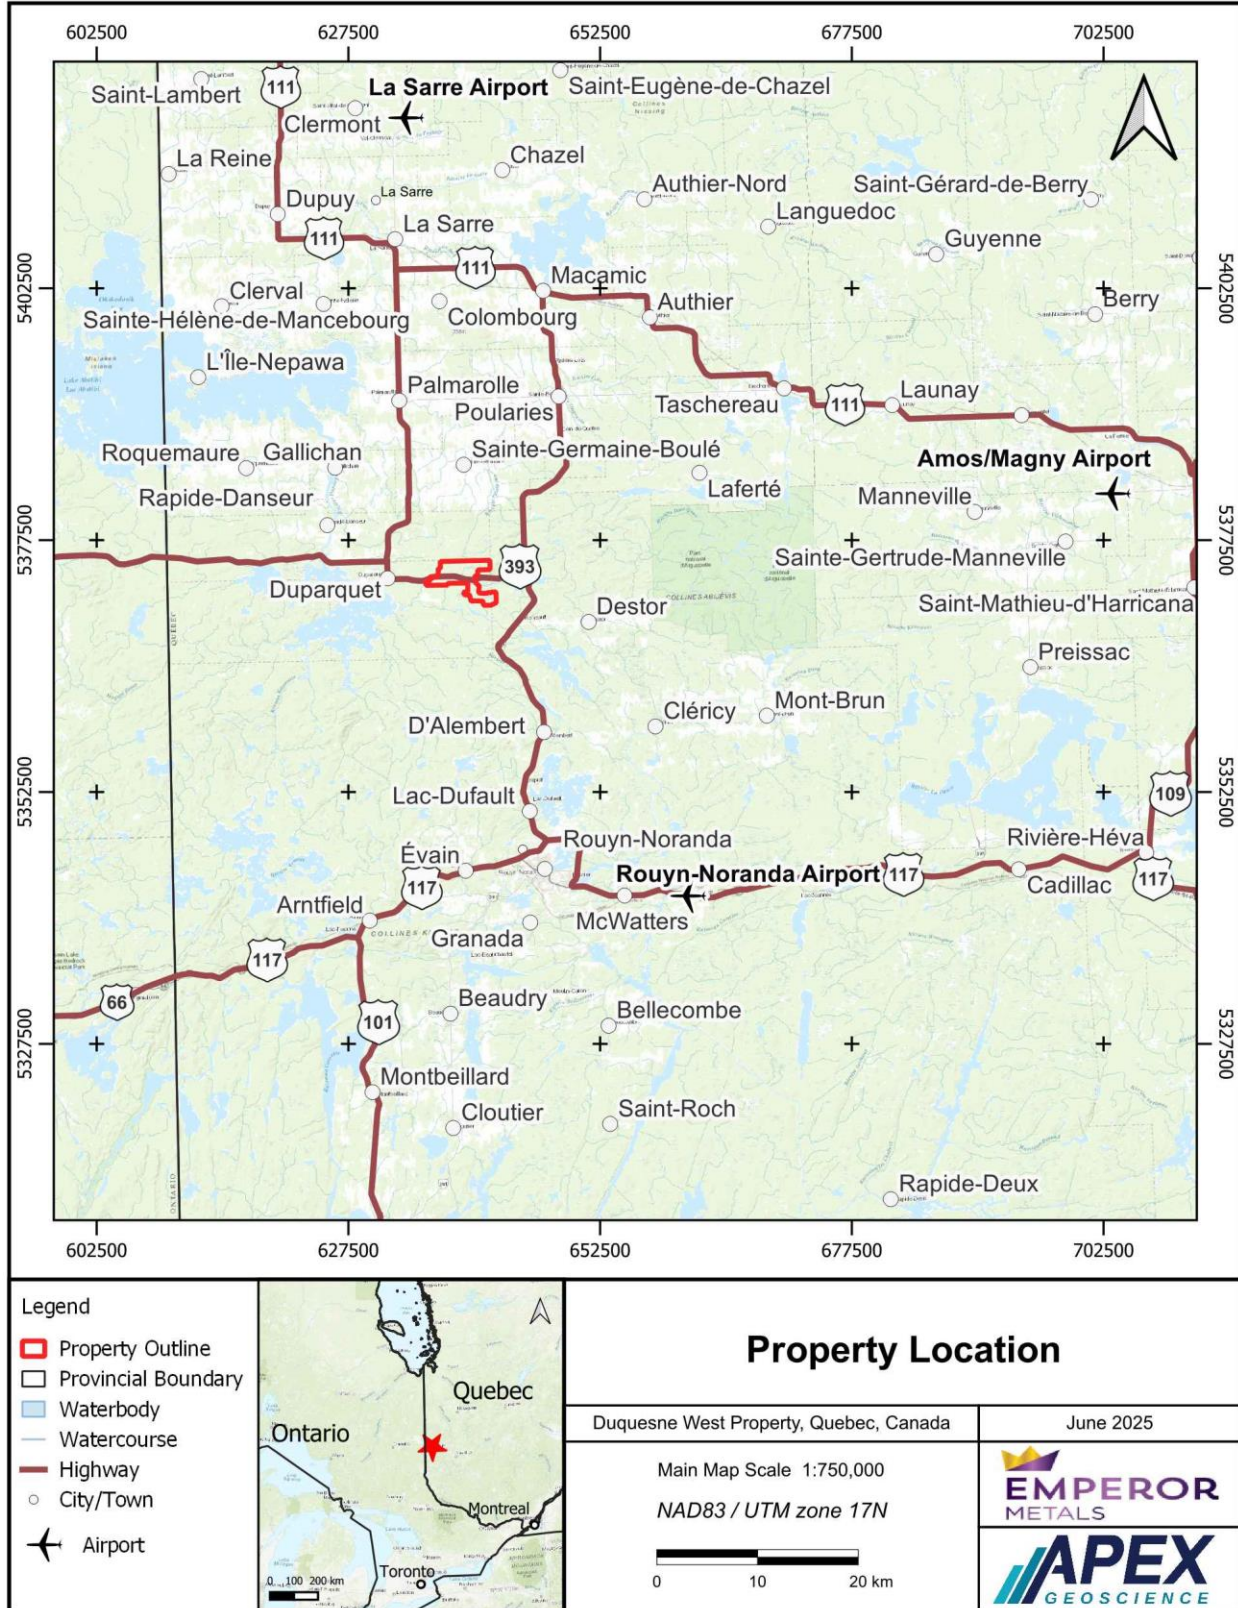 602500 627500 652500 677500 702500
111
La Sarre Airport
Saint-Eugène-de-Chazel
Saint-Lambert
Clermont
La Reine
Chazel
Dupuy
La Sarre
Authier-Nord
Saint-Gérard-de-Berry
Languedoc
La Sarre
111
Guyenne
111
Macamic
5402500
5402500
Clerval
Authier
Berry
Sainte-Hélène-de-Mancebourg
Colombourg
L'Île-Nepawa
Palmarolle
Launay
Poularies
Taschereau
111
Roquemaure
Gallichan
Sainte-Germaine-Boulé
Amos/Magny Airport
Laferté
Manneville
Rapide-Danseur
5377500
5377500
Sainte-Gertrude-Manneville
393
Duparquet
Destor
COLLINES ABIJÉVIS
Saint-Mathieu-d'Harricana
QUÉBEC
Preissac
Cléricy
Mont-Brun
D'Alembert
5352500
5352500
Lac-Dufault
109
Rouyn-Noranda
Rivière-Héva
Évain
Rouyn-Noranda Airport
117
117
117
Cadillac
Arntfield
McWatters
Granada
117
66
Beaudry
101
Bellecombe
5327500
5327500
Montbeillard
Cloutier
Saint-Roch
Rapide-Deux
ONTARIO
602500 627500 652500 677500 702500
Legend
Property Outline
Provincial Boundary
Waterbody
Watercourse
Highway
City/Town
Airport
Quebec
Ontario
Montreal
Toronto
0 100 200 km
Property Location
Duquesne West Property, Quebec, Canada
June 2025
Main Map Scale 1:750,000
NAD83 / UTM zone 17N
0 10 20 km
EMPEROR
METALS
APEX
GEOSCIENCE